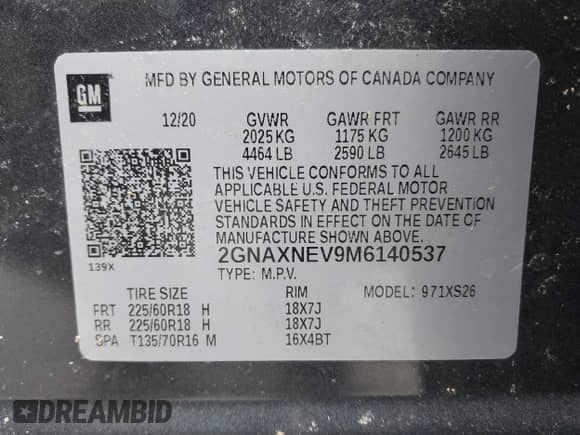 GM
MFD BY GENERAL MOTORS OF CANADA COMPANY
12/20 GVWR GAWR FRT GAWR RR
2025 KG 1175 KG 1200 KG
4464 LB 2590 LB 2645 LB
THIS VEHICLE CONFORMS TO ALL
APPLICABLE U.S. FEDERAL MOTOR
VEHICLE SAFETY AND THEFT PREVENTION
STANDARDS IN EFFECT ON THE DATE OF
MANUFACTURE SHOWN ABOVE.
139X
2GNAXNEV9M6140537
TYPE: M.P.V.
TIRE SIZE RIM MODEL: 971XS26
FRT 225/60R18 H 18X7J
RR 225/60R18 H 18X7J
SPA T135/70R16 M 16X4BT
DREAMBID